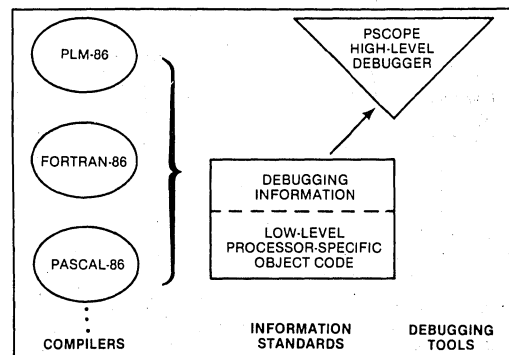 PLM-86
FORTRAN-86
PASCAL-86
COMPILERS
DEBUGGING
INFORMATION
LOW-LEVEL
PROCESSOR-SPECIFIC
OBJECT CODE
INFORMATION
STANDARDS
PSCOPE
HIGH-LEVEL
DEBUGGER
DEBUGGING
TOOLS